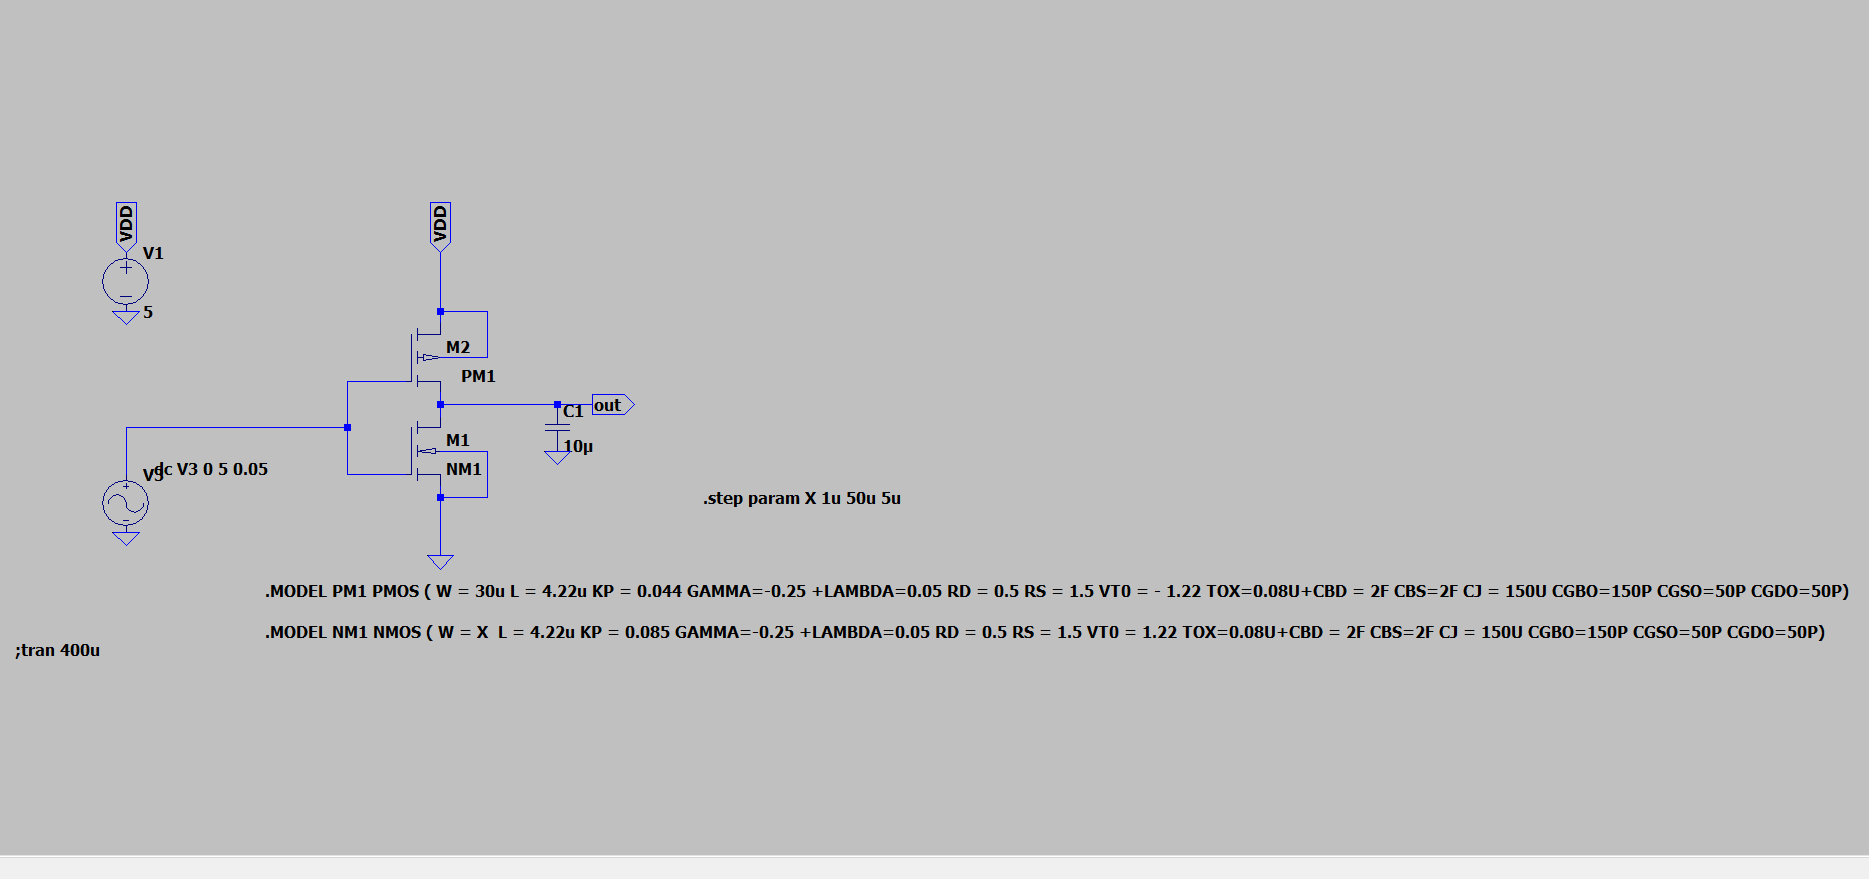 VDD
VDD
V1
5
M2
PM1
out
C1
10µ
M1
NM1
V3
dc V3 0 5 0.05
.step param X 1u 50u 5u
.MODEL PM1 PMOS ( W = 30u L = 4.22u KP = 0.044 GAMMA=-0.25 +LAMBDA=0.05 RD = 0.5 RS = 1.5 VT0 = - 1.22 TOX=0.08U+CBD = 2F CBS=2F CJ = 150U CGBO=150P CGSO=50P CGDO=50P)
.MODEL NM1 NMOS ( W = X  L = 4.22u KP = 0.085 GAMMA=-0.25 +LAMBDA=0.05 RD = 0.5 RS = 1.5 VT0 = 1.22 TOX=0.08U+CBD = 2F CBS=2F CJ = 150U CGBO=150P CGSO=50P CGDO=50P)
;tran 400u